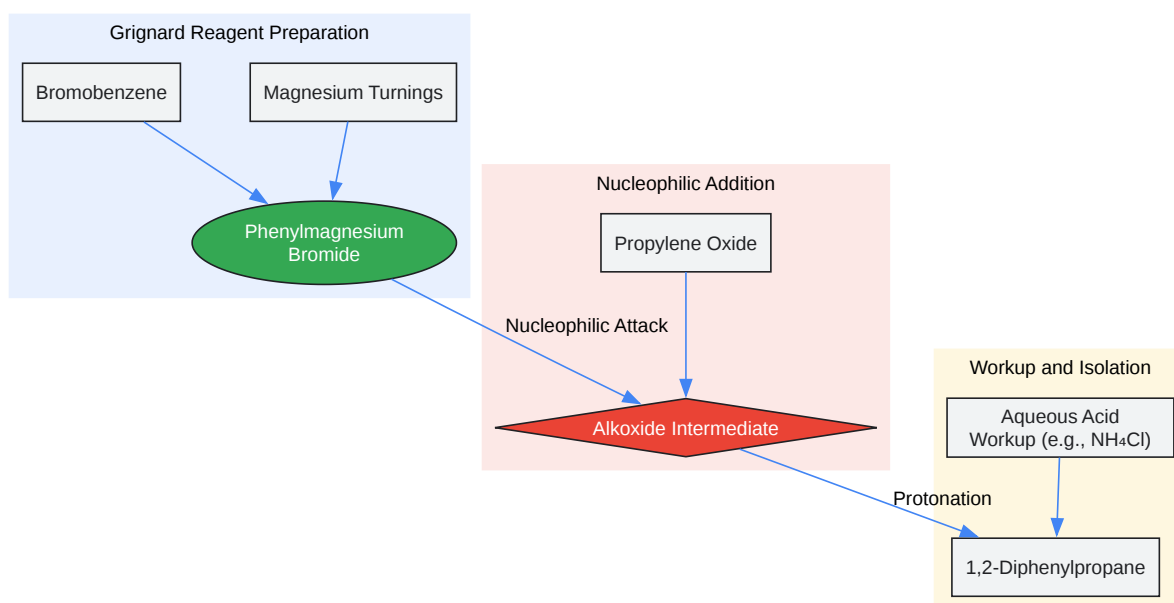 Grignard Reagent Preparation
Bromobenzene
Magnesium Turnings
Phenylmagnesium
Bromide
Nucleophilic Addition
Propylene Oxide
Nucleophilic Attack
Alkoxide Intermediate
Workup and Isolation
Aqueous Acid
Workup (e.g., NH₄Cl)
Protonation
1,2-Diphenylpropane